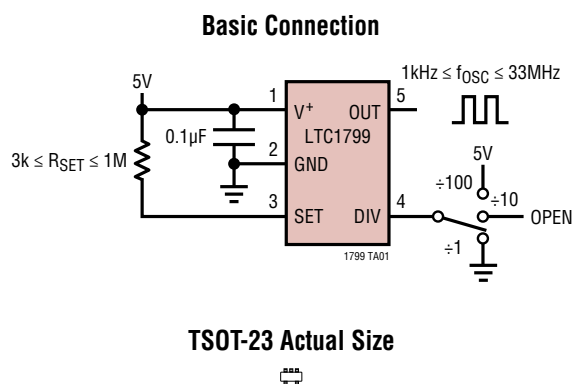 Basic Connection
1kHz ≤ fOSC ≤ 33MHz
5V
1
V+
OUT
5
0.1µF
LTC1799
2
GND
5V
3k ≤ RSET ≤ 1M
÷100
÷10
3
SET
DIV
4
OPEN
÷1
1799 TA01
TSOT-23 Actual Size